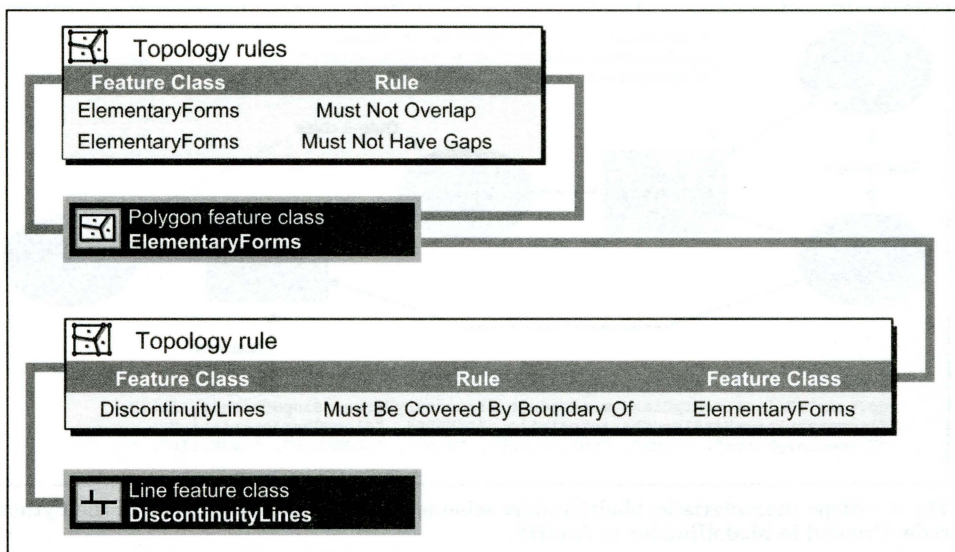 Topology rules
Feature Class Rule
ElementaryForms Must Not Overlap
ElementaryForms Must Not Have Gaps
Polygon feature class
ElementaryForms
Topology rule
Feature Class Rule Feature Class
DiscontinuityLines Must Be Covered By Boundary Of ElementaryForms
Line feature class
DiscontinuityLines